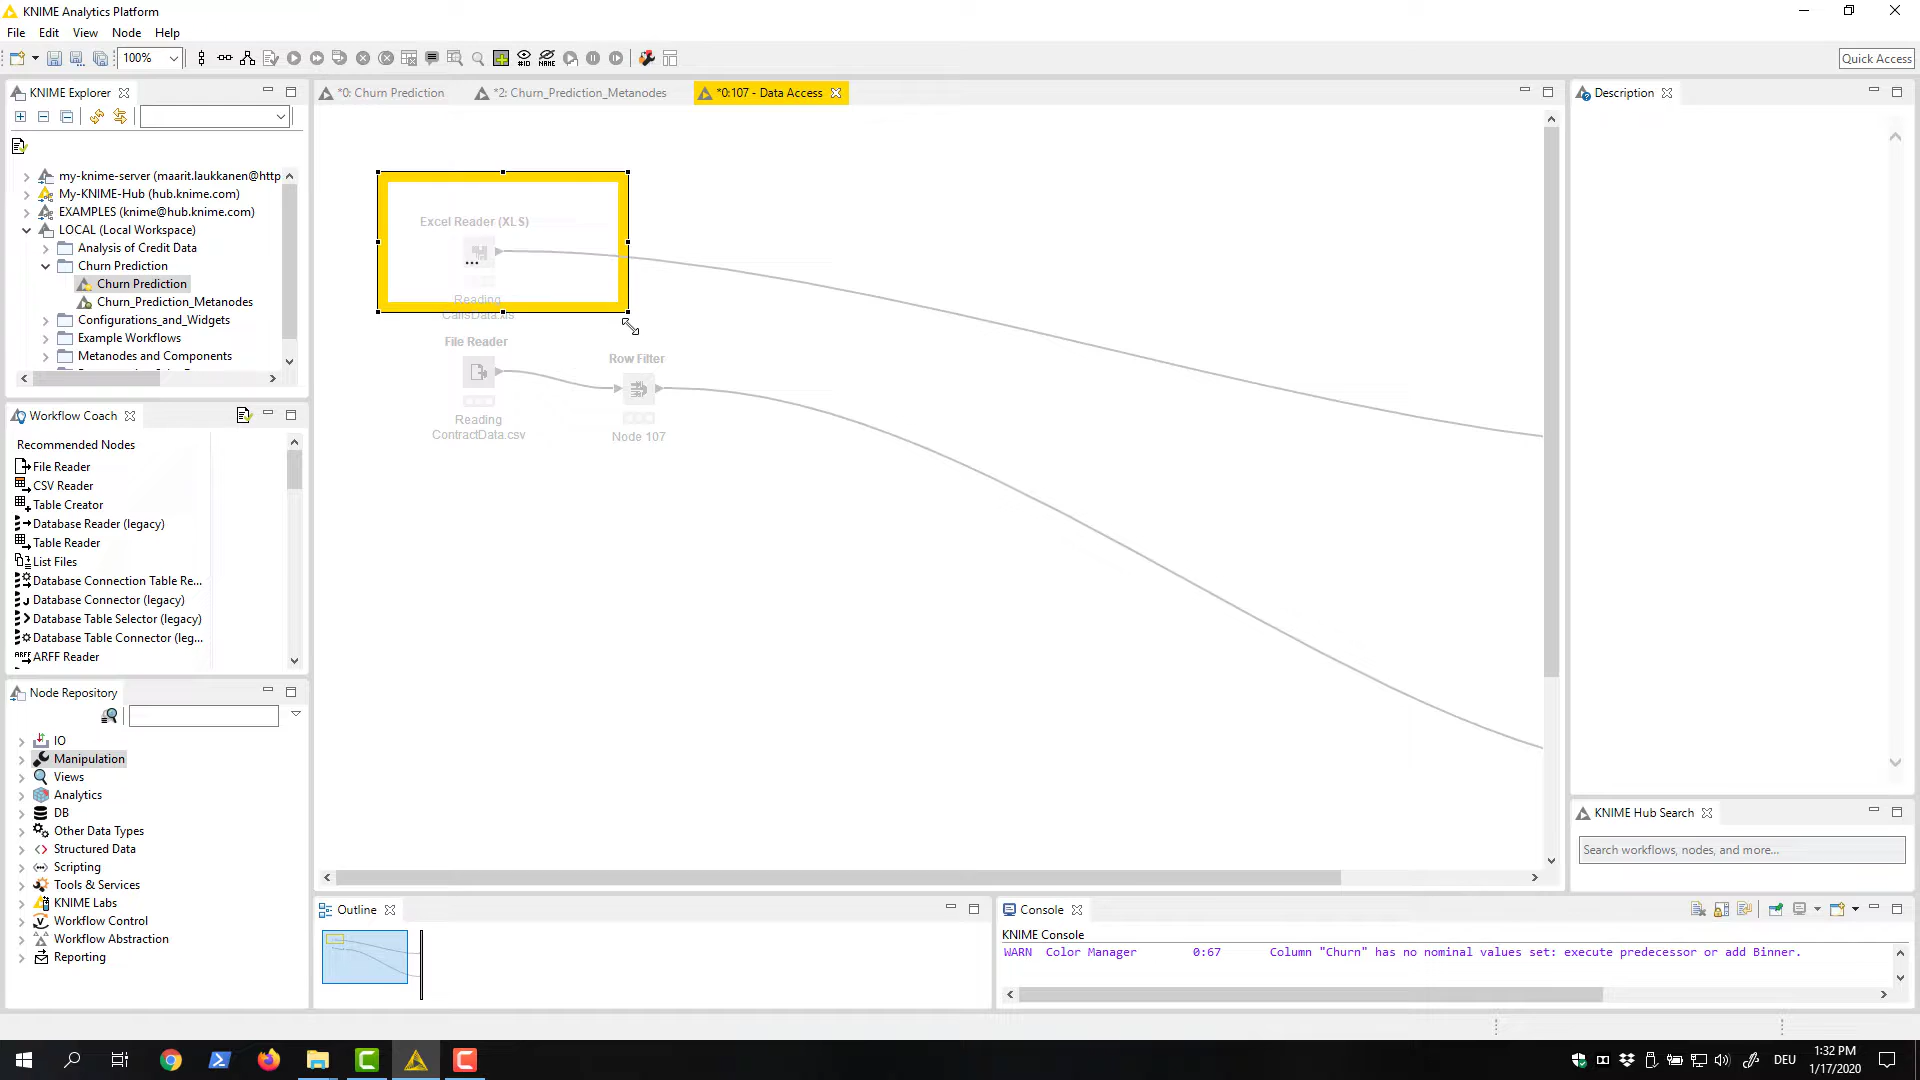 KNIME Analytics Platform
File Edit View Node Help
100%
#ID NAME
Quick Access
KNIME Explorer
my-knime-server (maarit.laukkanen@http
My-KNIME-Hub (hub.knime.com)
EXAMPLES (knime@hub.knime.com)
LOCAL (Local Workspace)
Analysis of Credit Data
Churn Prediction
Churn Prediction
Churn_Prediction_Metanodes
Configurations_and_Widgets
Example Workflows
Metanodes and Components
Workflow Coach
Recommended Nodes
File Reader
CSV Reader
Table Creator
Database Reader (legacy)
Table Reader
List Files
Database Connection Table Re...
Database Connector (legacy)
Database Table Selector (legacy)
Database Table Connector (leg...
ARFF Reader
Node Repository
IO
Manipulation
Views
Analytics
DB
Other Data Types
Structured Data
Scripting
Tools & Services
KNIME Labs
Workflow Control
Workflow Abstraction
Reporting
*0: Churn Prediction
*2: Churn_Prediction_Metanodes
*0:107 - Data Access
Excel Reader (XLS)
Reading
CallsData.xls
File Reader
Reading
ContractData.csv
Row Filter
Node 107
Outline
Console
KNIME Console
WARN Color Manager 0:67 Column "Churn" has no nominal values set: execute predecessor or add Binner.
Description
KNIME Hub Search
Search workflows, nodes, and more...
DEU
1:32 PM
1/17/2020